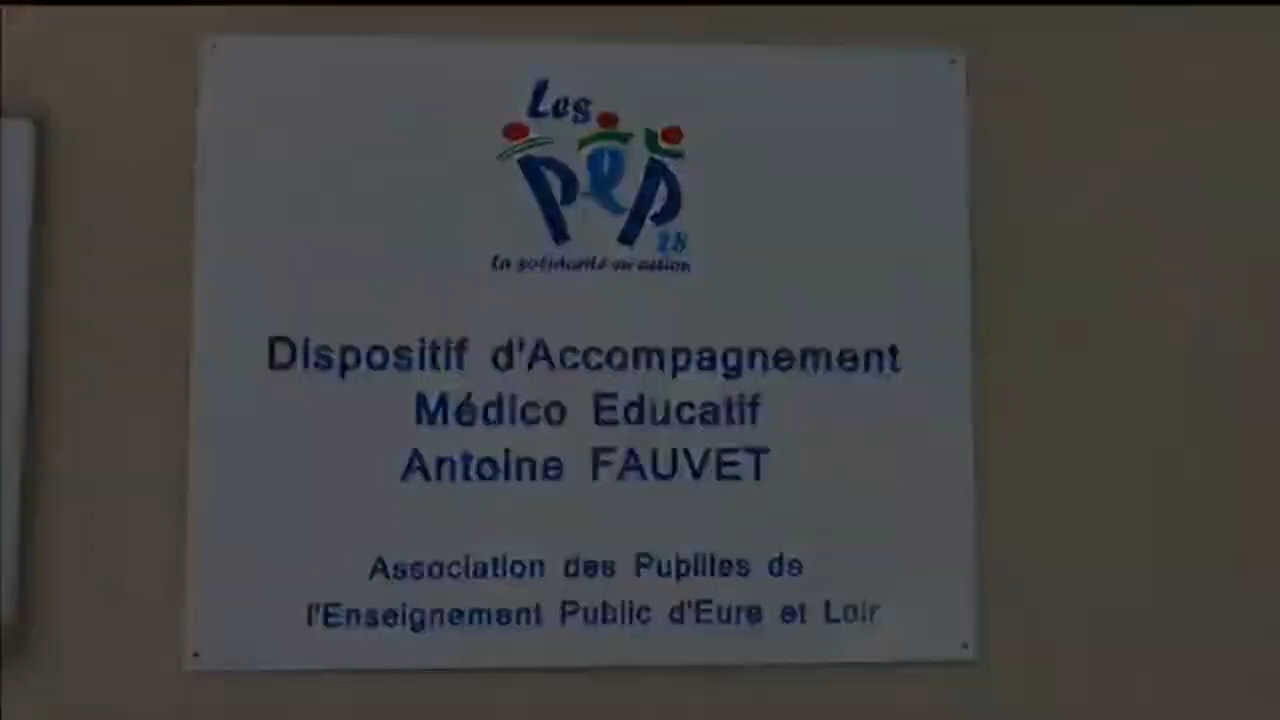 Les
pep
28
La solidarité en action
Dispositif d'Accompagnement
Médico Educatif
Antoine FAUVET
Association des Pupilles de
l'Enseignement Public d'Eure et Loir